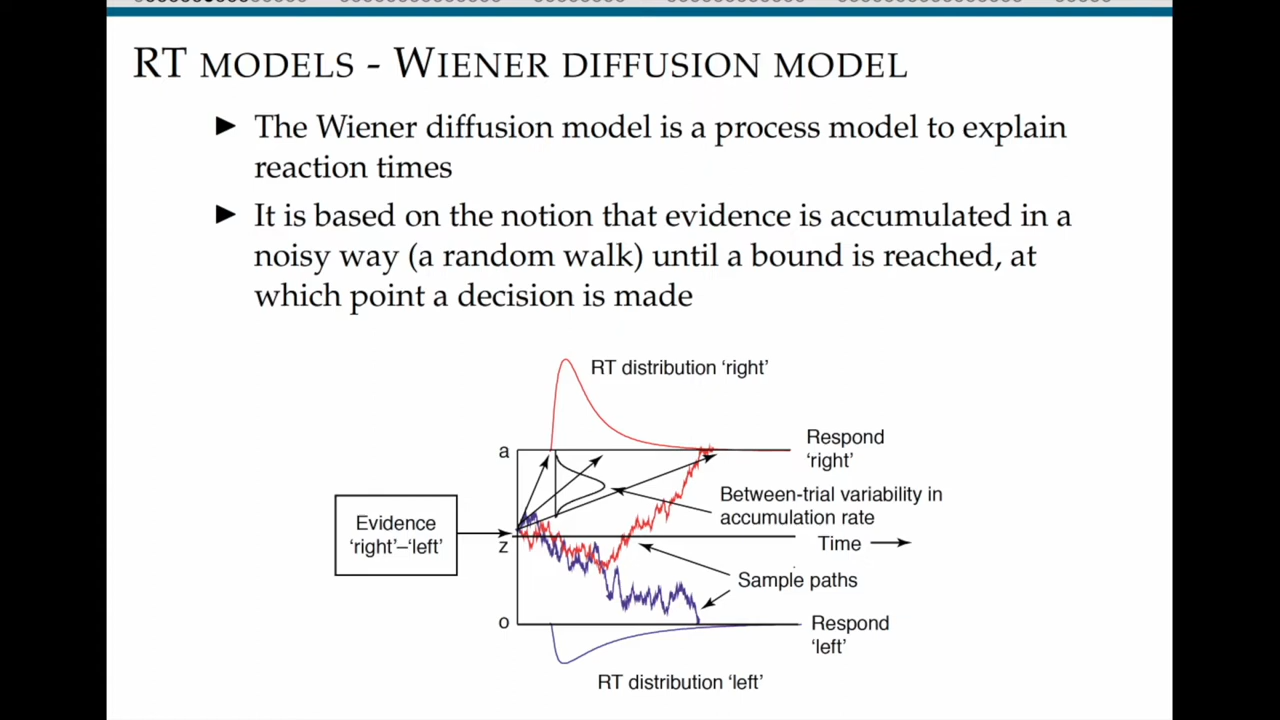 RT MODELS - WIENER DIFFUSION MODEL
▶ The Wiener diffusion model is a process model to explain
reaction times
▶ It is based on the notion that evidence is accumulated in a
noisy way (a random walk) until a bound is reached, at
which point a decision is made
RT distribution ‘right’
a
Respond
‘right’
Between-trial variability in
accumulation rate
Evidence
‘right’–‘left’
z
Time
Sample paths
o
Respond
‘left’
RT distribution ‘left’